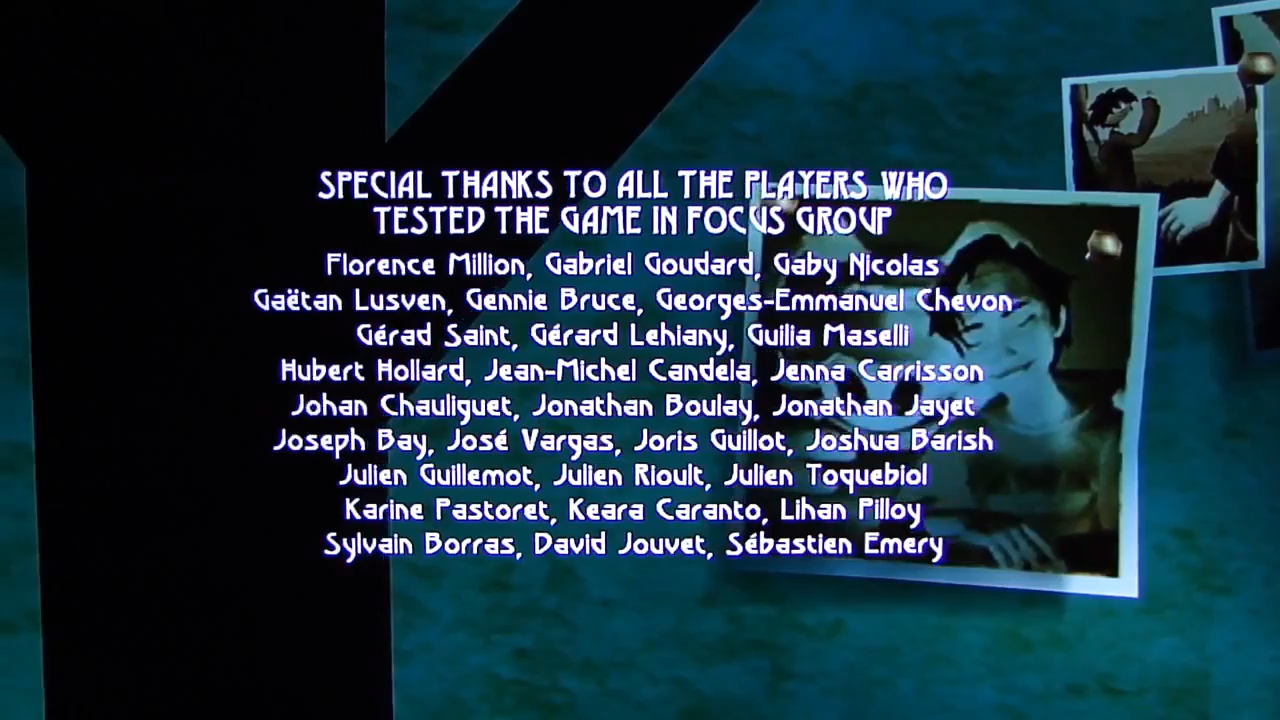 SPECIAL THANKS TO ALL THE PLAYERS WHO
TESTED THE GAME IN FOCUS GROUP
Florence Million, Gabriel Goudard, Gaby Nicolas
Gaëtan Lusven, Gennie Bruce, Georges-Emmanuel Chevon
Gérad Saint, Gérard Lehiany, Guilia Maselli
Hubert Hollard, Jean-Michel Candela, Jenna Carrisson
Johan Chauliguet, Jonathan Boulay, Jonathan Jayet
Joseph Bay, José Vargas, Joris Guillot, Joshua Barish
Julien Guillemot, Julien Rioult, Julien Toquebiol
Karine Pastoret, Keara Caranto, Lihan Pilloy
Sylvain Borras, David Jouvet, Sébastien Emery